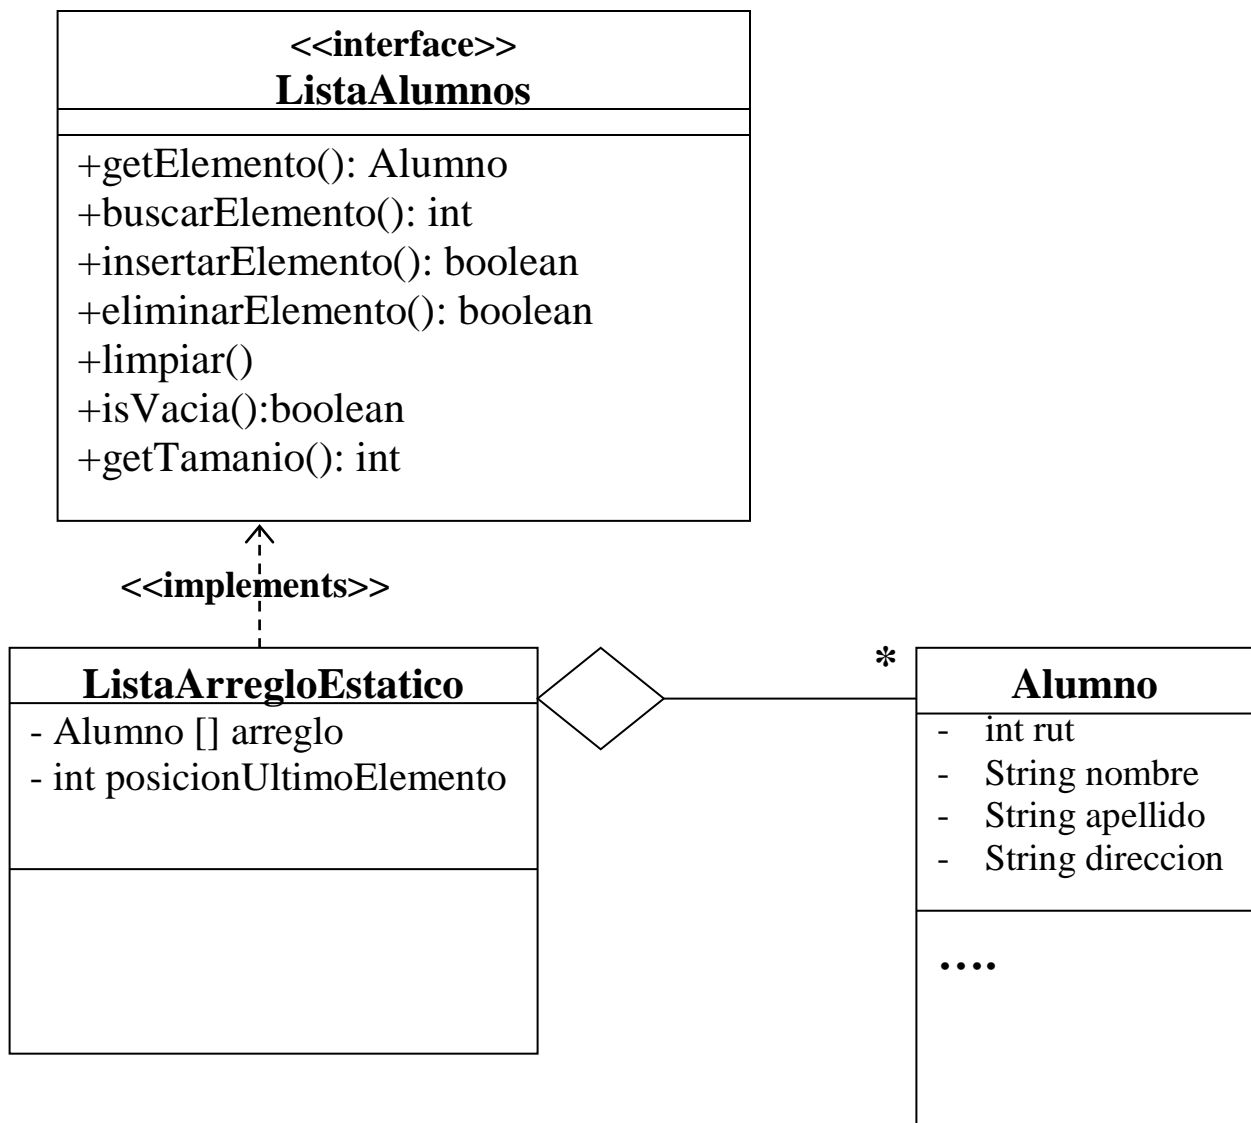 <<interface>>
ListaAlumnos
+getElemento(): Alumno
+buscarElemento(): int
+insertarElemento(): boolean
+eliminarElemento(): boolean
+limpiar()
+isVacia():boolean
+getTamanio(): int
<<implements>>
ListaArregloEstatico
- Alumno [] arreglo
- int posicionUltimoElemento
*
Alumno
- int rut
- String nombre
- String apellido
- String direccion
....